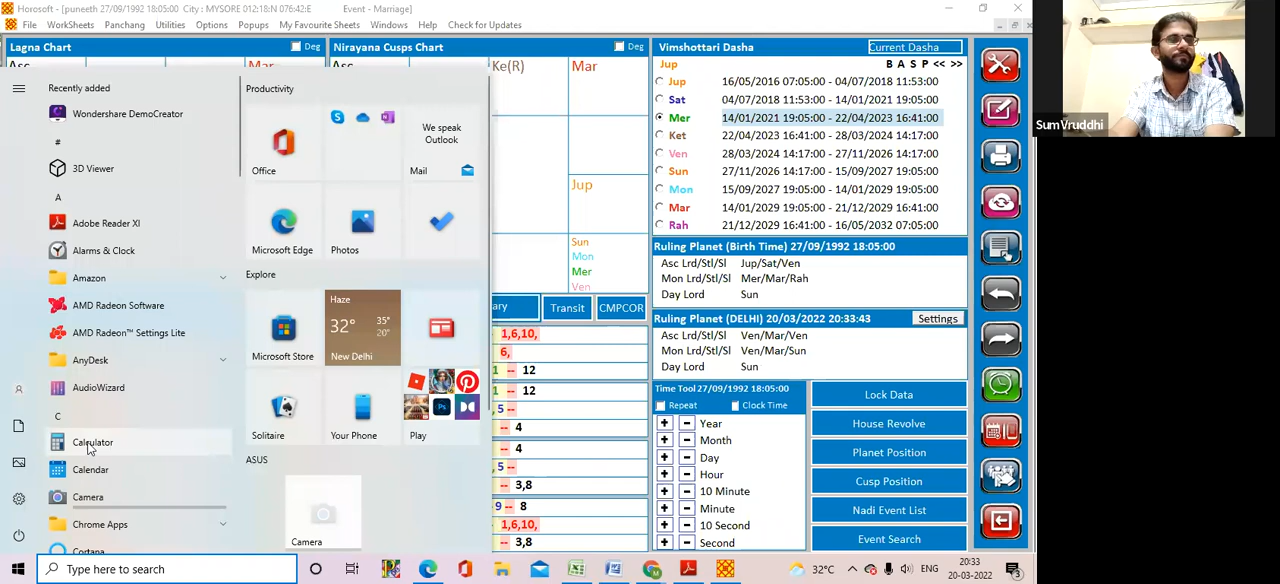 Horosoft - [puneeth 27/09/1992 18:05:00 City : MYSORE 012:18N 076:42E Event - Marriage]
File WorkSheets Panchang Utilities Options Popups My Favourite Sheets Windows Help Check for Updates
Lagna Chart Deg Nirayana Cusps Chart Deg Vimshottari Dasha Current Dasha
Asc Mar Asc Ke(R) Mar
Jup
Sun
Mon
Mer
Ven
Jup B A S P << >>
Jup 16/05/2016 07:05:00 - 04/07/2018 11:53:00
Sat 04/07/2018 11:53:00 - 14/01/2021 19:05:00
Mer 14/01/2021 19:05:00 - 22/04/2023 16:41:00
Ket 22/04/2023 16:41:00 - 28/03/2024 14:17:00
Ven 28/03/2024 14:17:00 - 27/11/2026 14:17:00
Sun 27/11/2026 14:17:00 - 15/09/2027 19:05:00
Mon 15/09/2027 19:05:00 - 14/01/2029 19:05:00
Mar 14/01/2029 19:05:00 - 21/12/2029 16:41:00
Rah 21/12/2029 16:41:00 - 16/05/2032 07:05:00
Ruling Planet (Birth Time) 27/09/1992 18:05:00
Asc Lrd/Stl/Sl Jup/Sat/Ven
Mon Lrd/Stl/Sl Mer/Mar/Rah
Day Lord Sun
Ruling Planet (DELHI) 20/03/2022 20:33:43 Settings
Asc Lrd/Stl/Sl Ven/Mar/Ven
Mon Lrd/Stl/Sl Ven/Mar/Sun
Day Lord Sun
ary Transit CMPCOR
1,6,10,
6,
1 -- 12
1 -- 12
, 5 --
-- 4
-- 4
, 5 --
-- 3,8
9 -- 8
-- 1,6,10,
-- 3,8
Time Tool 27/09/1992 18:05:00
Repeat Clock Time
+ - Year
+ - Month
+ - Day
+ - Hour
+ - 10 Minute
+ - Minute
+ - 10 Second
+ - Second
Lock Data
House Revolve
Planet Position
Cusp Position
Nadi Event List
Event Search
Recently added
Wondershare DemoCreator
#
3D Viewer
A
Adobe Reader XI
Alarms & Clock
Amazon
AMD Radeon Software
AMD Radeon™ Settings Lite
AnyDesk
AudioWizard
C
Calculator
Calendar
Camera
Chrome Apps
Cortana
Productivity
Office
We speak
Outlook
Mail
Microsoft Edge
Photos
Explore
Microsoft Store
Haze
32° 35°
20°
New Delhi
Solitaire
Your Phone
Play
ASUS
Camera
Type here to search
32°C ENG 20:33
20-03-2022
3
SumVruddhi